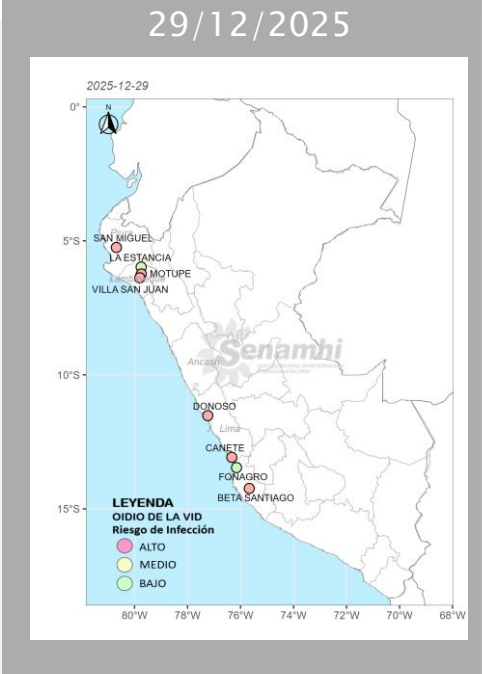 29/12/2025
2025-12-29
N
0°
5°S
10°S
15°S
Piura
SAN MIGUEL
LA ESTANCIA
MOTUPE
Lambayeque
VILLA SAN JUAN
Senamhi
Ancash
DONOSO
Lima
CANETE
FONAGRO
BETA SANTIAGO
LEYENDA
OIDIO DE LA VID
Riesgo de Infección
ALTO
MEDIO
BAJO
80°W 78°W 76°W 74°W 72°W 70°W 68°W